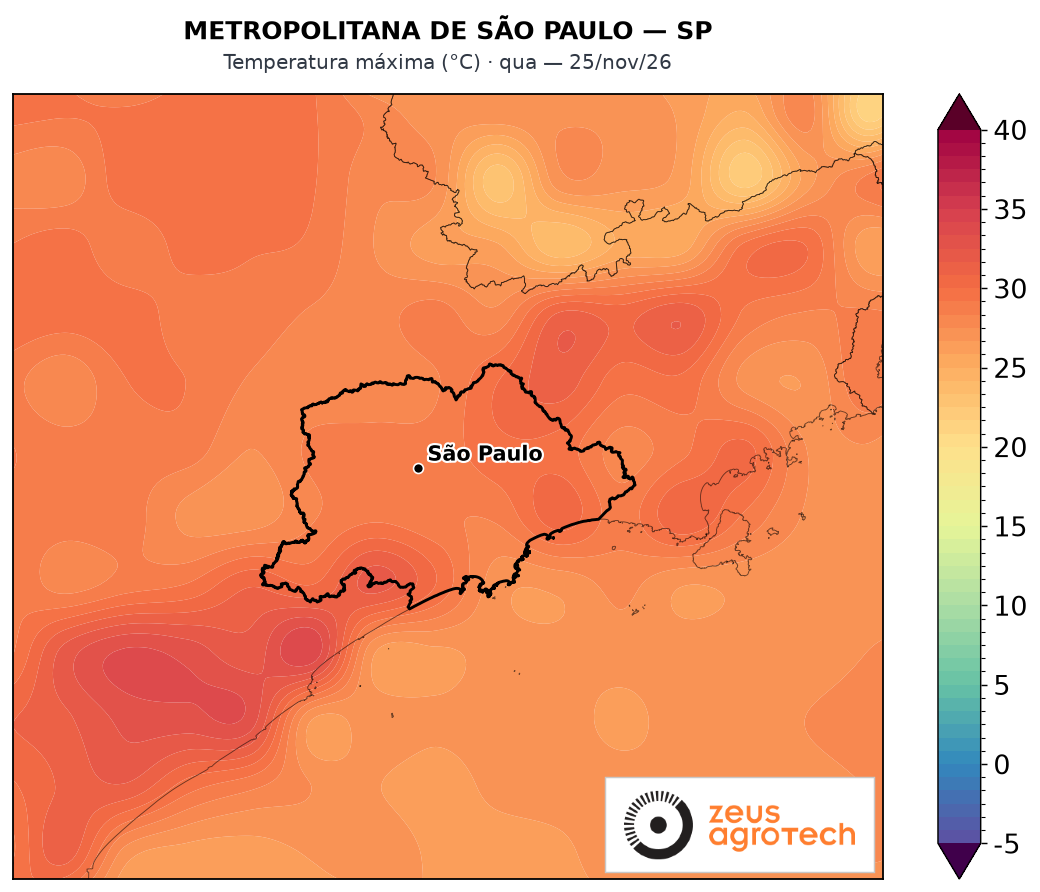 METROPOLITANA DE SÃO PAULO — SP
Temperatura máxima (°C) · qua — 25/nov/26
São Paulo
40
35
30
25
20
15
10
5
0
-5
zeus
agrotech